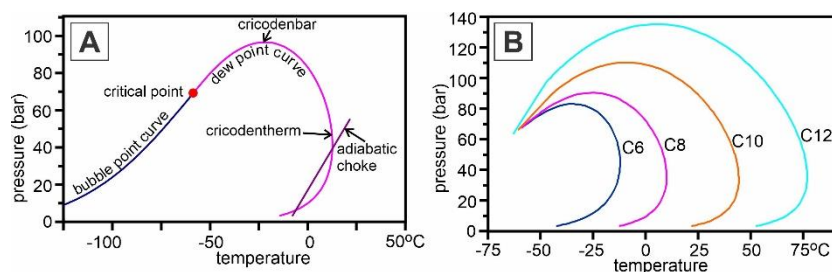 A
cricodenbar
dew point curve
critical point
cricodentherm
adiabatic
choke
bubble point curve
pressure (bar)
100
80
60
40
20
0
-100
-50
0
50ºC
temperature
B
pressure (bar)
140
120
100
80
60
40
20
0
C6
C8
C10
C12
-75
-50
-25
0
25
50
75ºC
temperature